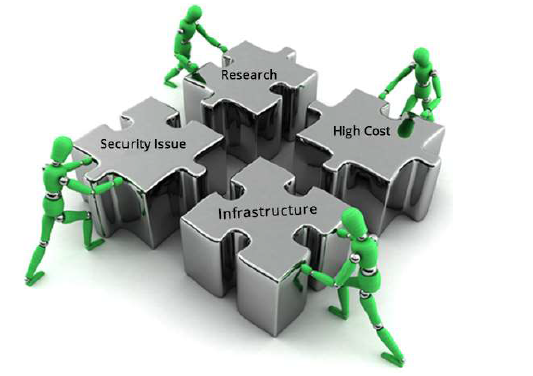 Research
Security Issue
High Cost
Infrastructure